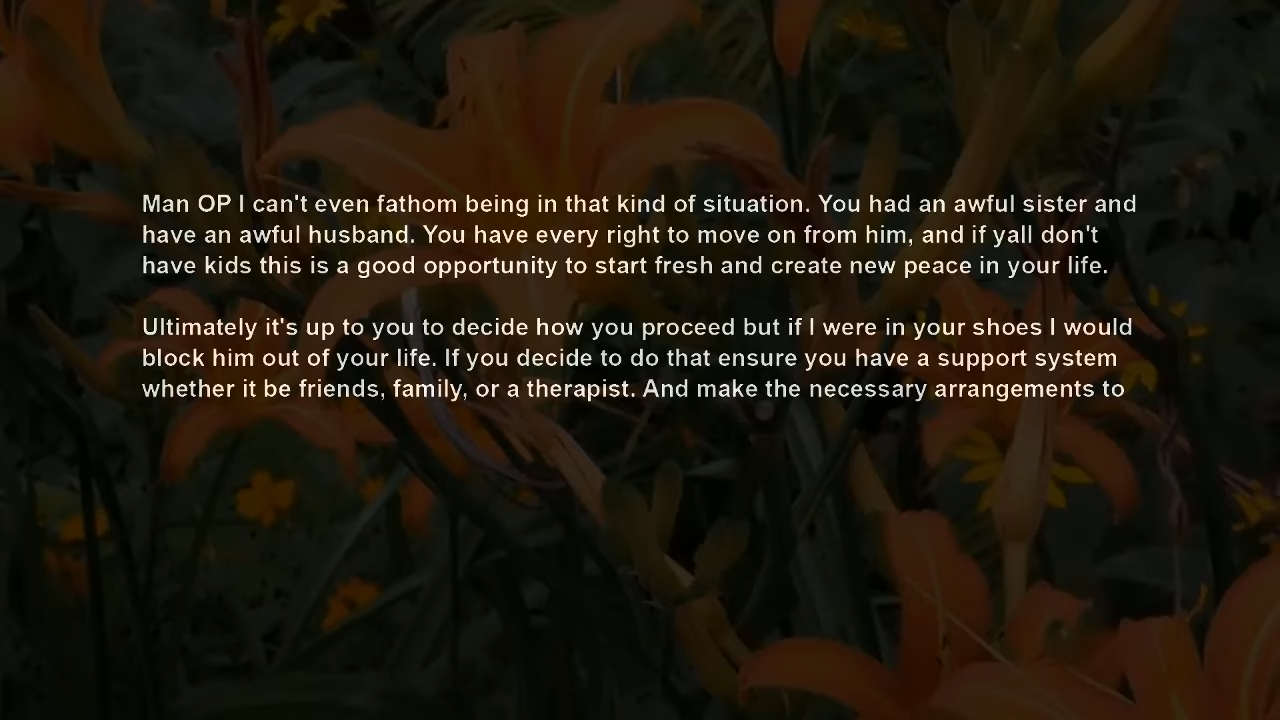 Man OP I can't even fathom being in that kind of situation. You had an awful sister and
have an awful husband. You have every right to move on from him, and if yall don't
have kids this is a good opportunity to start fresh and create new peace in your life.
Ultimately it's up to you to decide how you proceed but if I were in your shoes I would
block him out of your life. If you decide to do that ensure you have a support system
whether it be friends, family, or a therapist. And make the necessary arrangements to